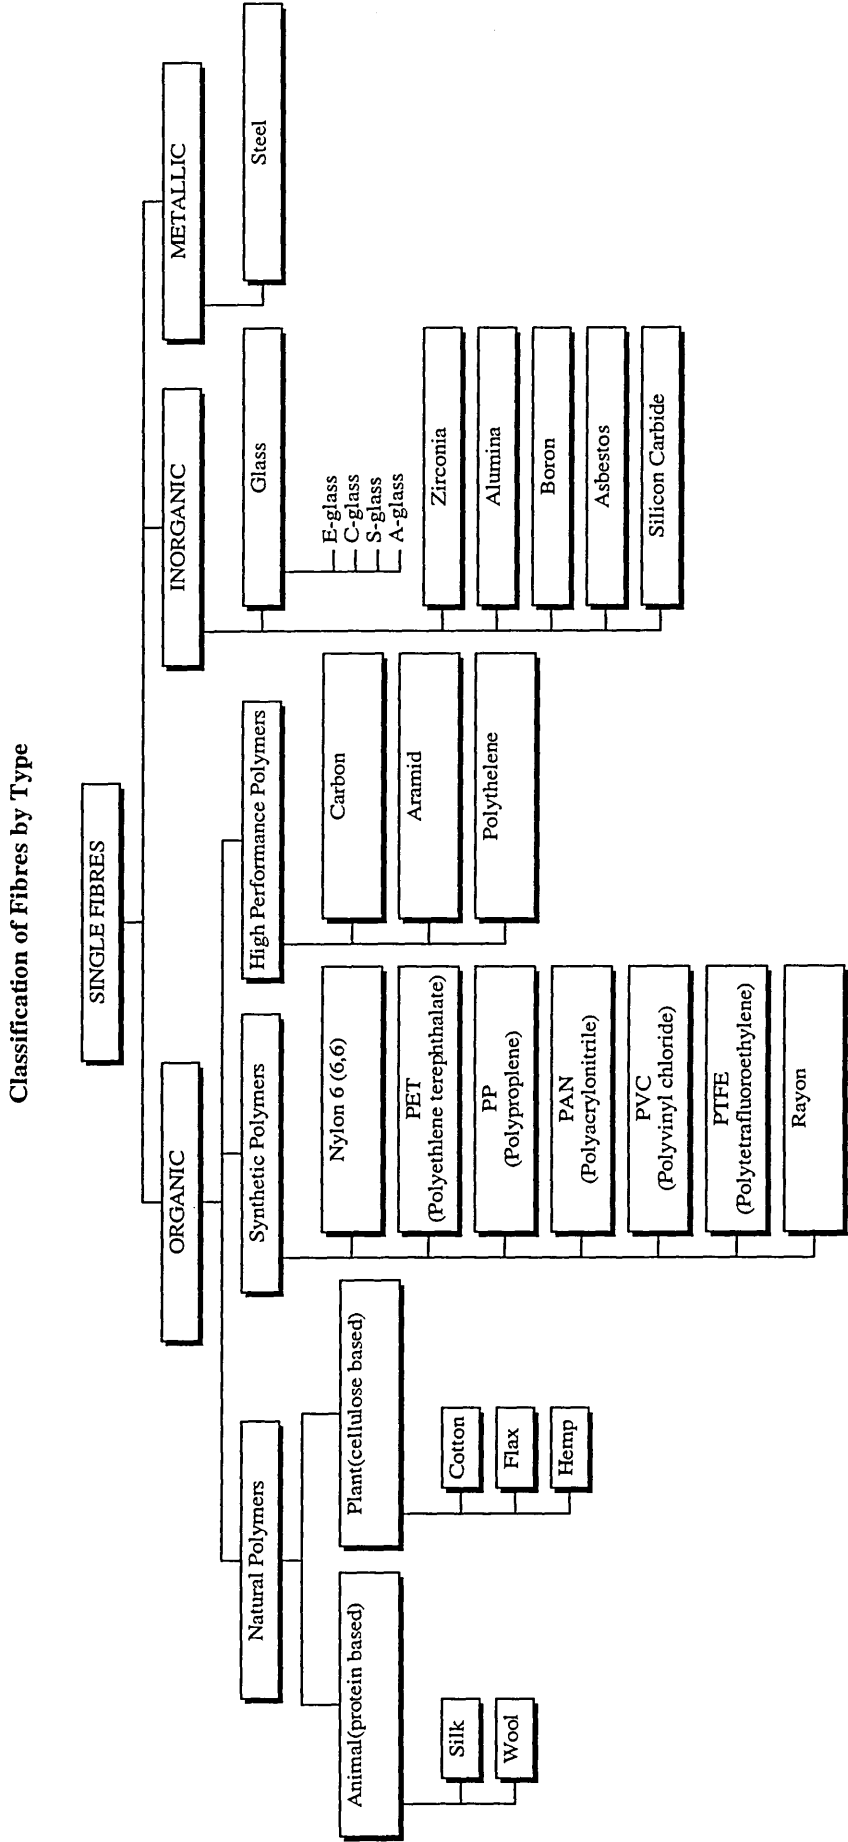 Classification of Fibres by Type
SINGLE FIBRES
ORGANIC
INORGANIC
METALLIC
Natural Polymers
Synthetic Polymers
High Performance Polymers
Glass
Steel
Animal(protein based)
Plant(cellulose based)
Silk
Wool
Cotton
Flax
Hemp
Nylon 6 (6,6)
PET
(Polyethlene terephthalate)
PP
(Polyproplene)
PAN
(Polyacrylonitrile)
PVC
(Polyvinyl chloride)
PTFE
(Polytetrafluoroethylene)
Rayon
Carbon
Aramid
Polythelene
E-glass
C-glass
S-glass
A-glass
Zirconia
Alumina
Boron
Asbestos
Silicon Carbide